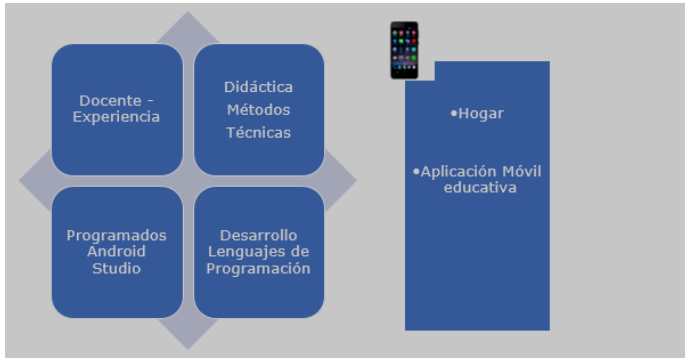 Docente -
Experiencia
Didáctica
Métodos
Técnicas
Programados
Android
Studio
Desarrollo
Lenguajes de
Programación
•Hogar
•Aplicación Móvil
educativa